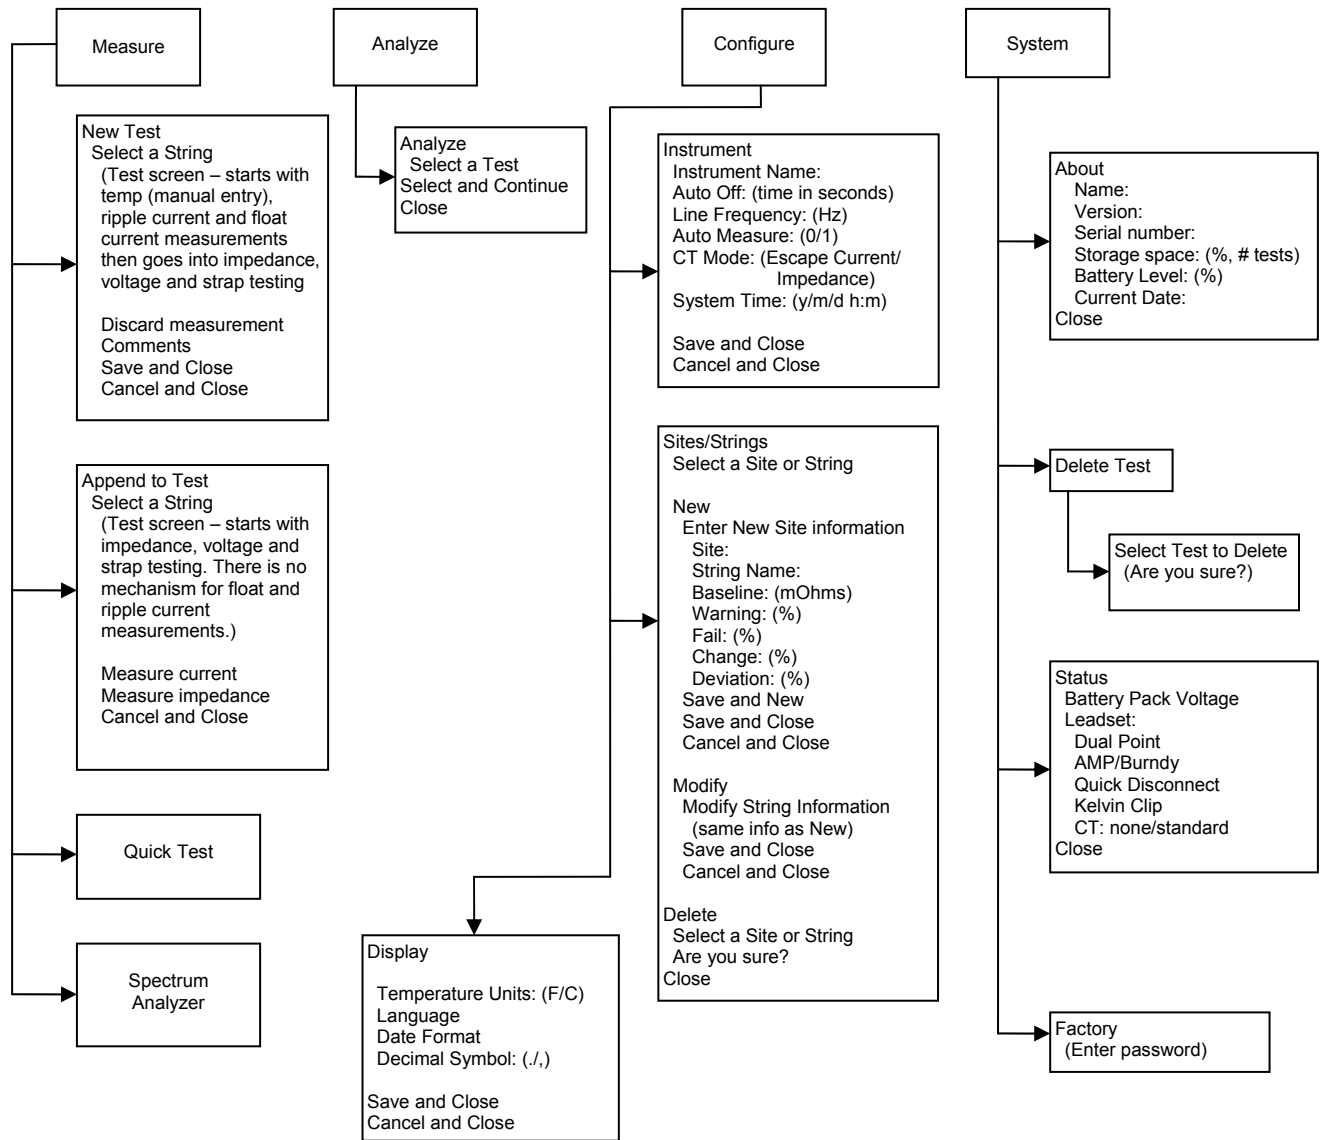 Measure
Analyze
Configure
System
New Test
Select a String
(Test screen – starts with
temp (manual entry),
ripple current and float
current measurements
then goes into impedance,
voltage and strap testing
Discard measurement
Comments
Save and Close
Cancel and Close
Append to Test
Select a String
(Test screen – starts with
impedance, voltage and
strap testing. There is no
mechanism for float and
ripple current
measurements.)
Measure current
Measure impedance
Cancel and Close
Quick Test
Spectrum
Analyzer
Analyze
Select a Test
Select and Continue
Close
Instrument
Instrument Name:
Auto Off: (time in seconds)
Line Frequency: (Hz)
Auto Measure: (0/1)
CT Mode: (Escape Current/
Impedance)
System Time: (y/m/d h:m)
Save and Close
Cancel and Close
Sites/Strings
Select a Site or String
New
Enter New Site information
Site:
String Name:
Baseline: (mOhms)
Warning: (%)
Fail: (%)
Change: (%)
Deviation: (%)
Save and New
Save and Close
Cancel and Close
Modify
Modify String Information
(same info as New)
Save and Close
Cancel and Close
Delete
Select a Site or String
Are you sure?
Close
Display
Temperature Units: (F/C)
Language
Date Format
Decimal Symbol: (./,)
Save and Close
Cancel and Close
About
Name:
Version:
Serial number:
Storage space: (%, # tests)
Battery Level: (%)
Current Date:
Close
Delete Test
Select Test to Delete
(Are you sure?)
Status
Battery Pack Voltage
Leadset:
Dual Point
AMP/Burndy
Quick Disconnect
Kelvin Clip
CT: none/standard
Close
Factory
(Enter password)